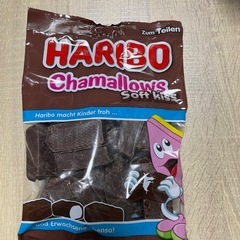 Zum Teilen
HARIBO
Chamallows
Soft Kiss
Haribo macht Kinder froh ...
und Erwachsene ebenso!